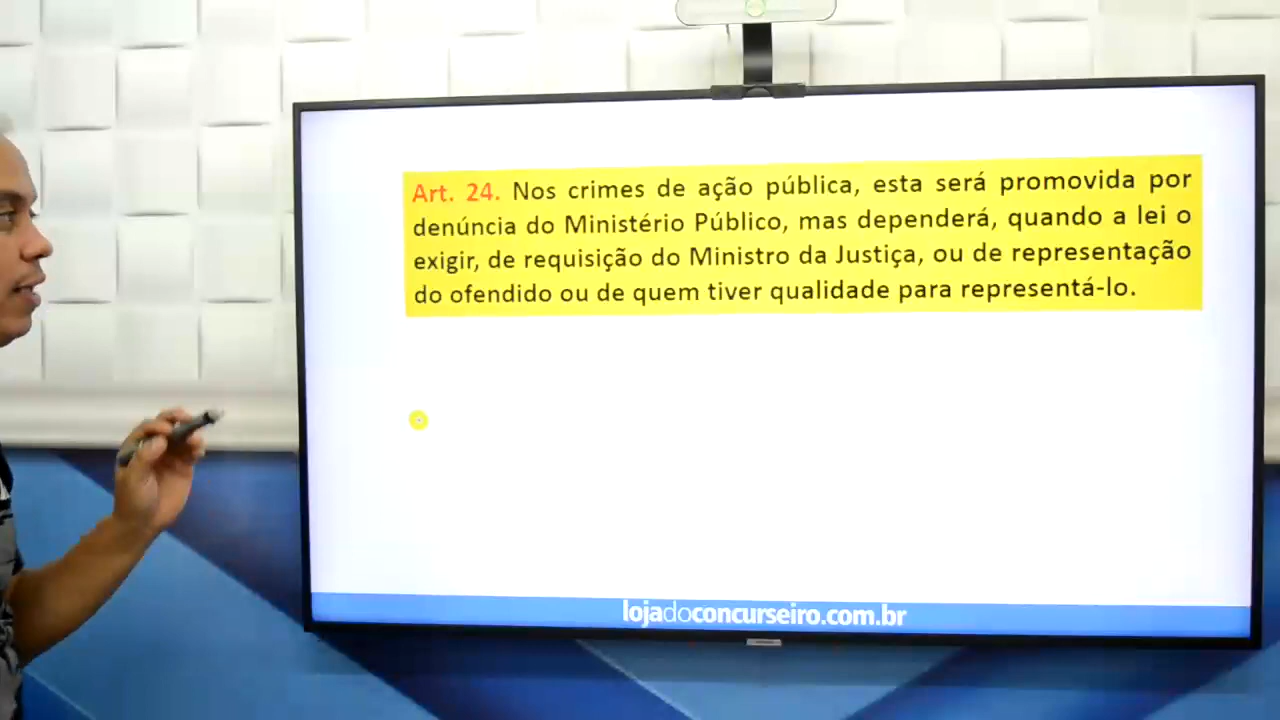 Art. 24. Nos crimes de ação pública, esta será promovida por
denúncia do Ministério Público, mas dependerá, quando a lei o
exigir, de requisição do Ministro da Justiça, ou de representação
do ofendido ou de quem tiver qualidade para representá-lo.
lojadoconcurseiro.com.br